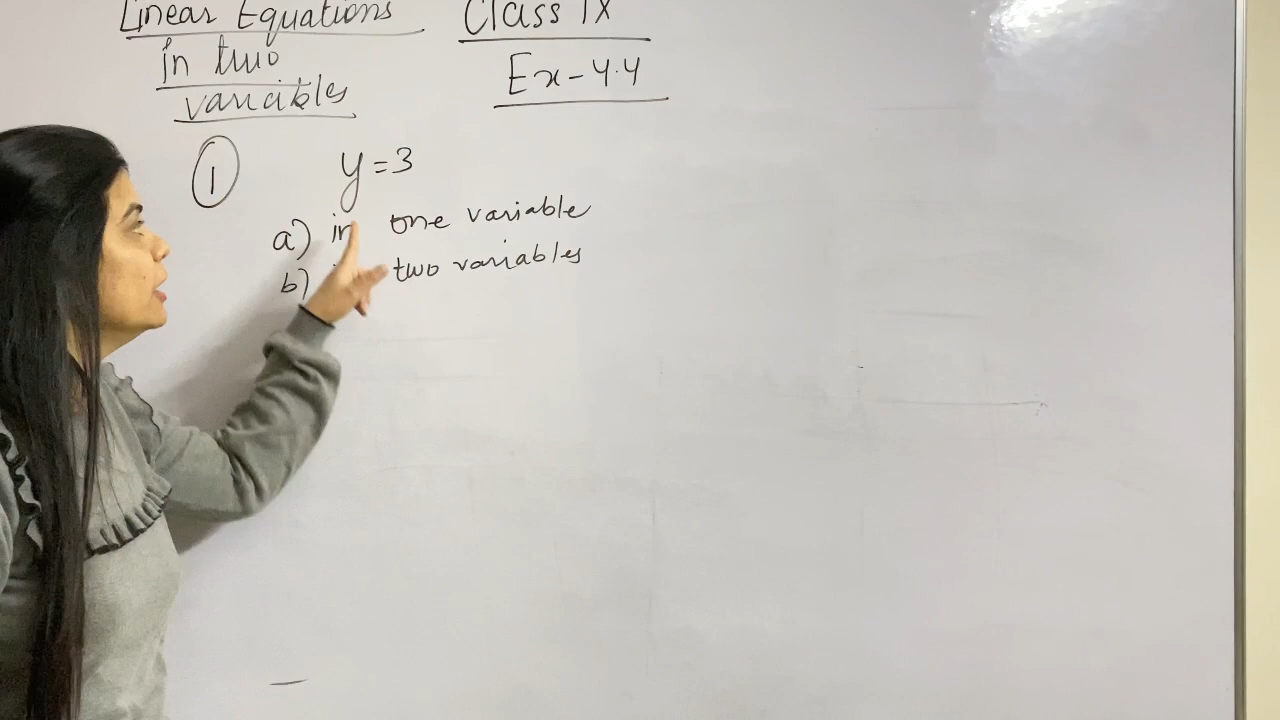 Linear Equations
in two
variables
Class IX
Ex-4.4
1
y=3
a) in one variable
b) two variables